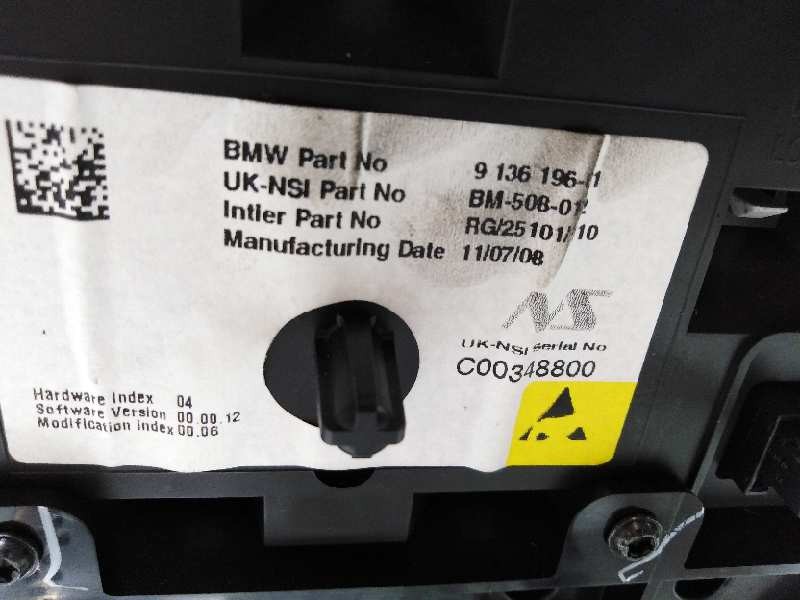 BMW Part No 9 136 196-
UK-NSI Part No BM-508-01
Intier Part No RG/25101/10
Manufacturing Date 11/07/08
UK-NSI Serial No
C00348800
Hardware Index 04
Software Version 00.00.12
Modification Index 00.06